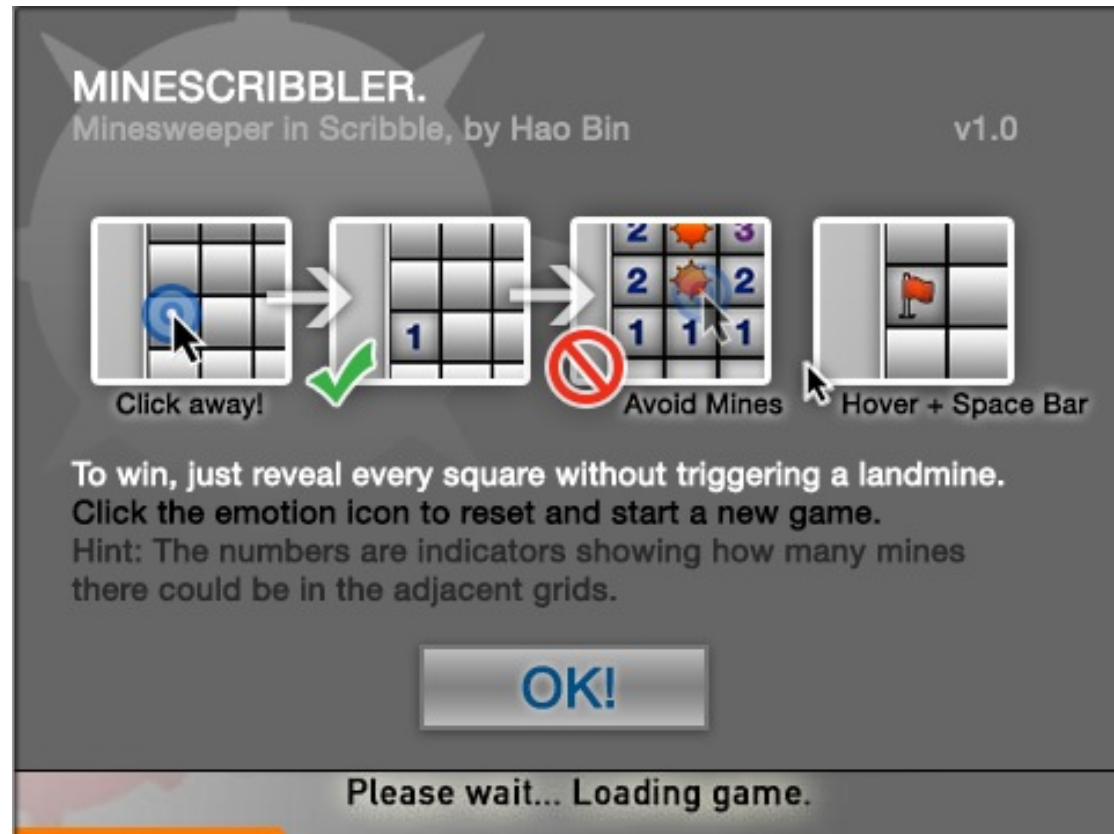 MINESCRIBBLER.
Minesweeper in Scribble, by Hao Bin v1.0
1
2 3
2 2
1 1 1
Click away! Avoid Mines Hover + Space Bar
To win, just reveal every square without triggering a landmine.
Click the emotion icon to reset and start a new game.
Hint: The numbers are indicators showing how many mines
there could be in the adjacent grids.
OK!
Please wait... Loading game.